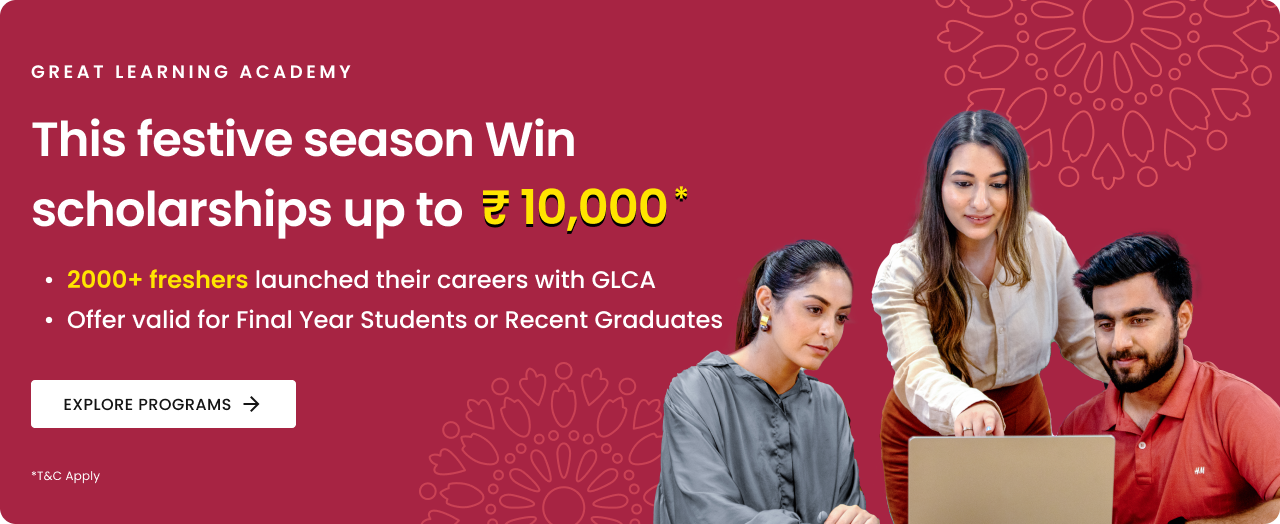 GREAT LEARNING ACADEMY
This festive season Win
scholarships up to ₹ 10,000*
• 2000+ freshers launched their careers with GLCA
• Offer valid for Final Year Students or Recent Graduates
EXPLORE PROGRAMS →
*T&C Apply
H&M